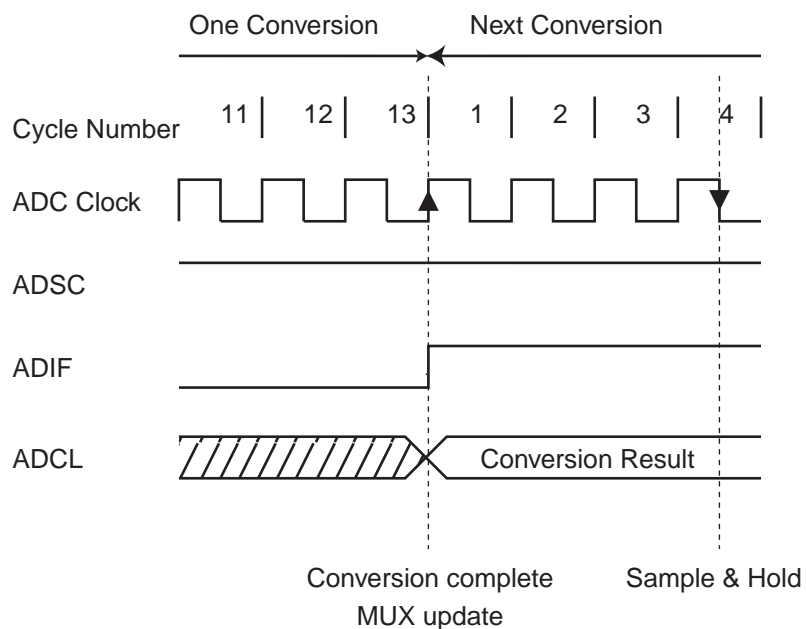 One Conversion Next Conversion
Cycle Number 11 12 13 1 2 3 4
ADC Clock
ADSC
ADIF
ADCL Conversion Result
Conversion complete Sample & Hold
MUX update